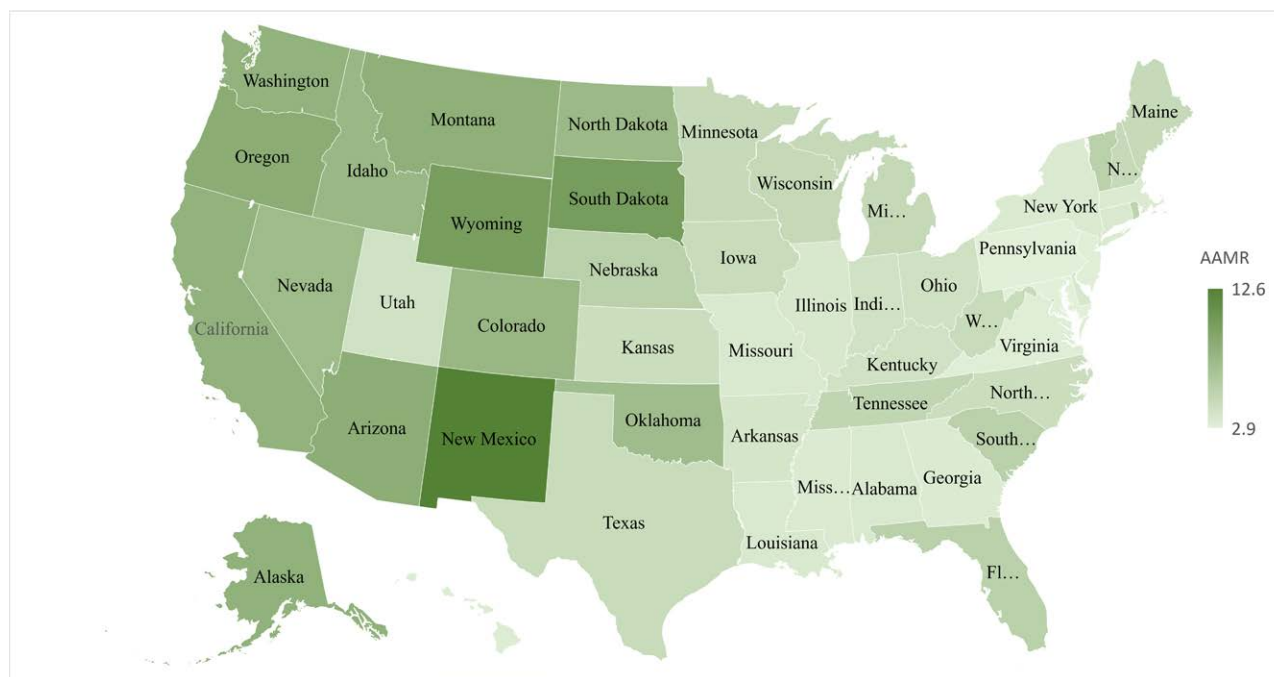 Washington
Montana
North Dakota
Minnesota
Maine
Oregon
Idaho
Wisconsin
Mi...
N...
South Dakota
Wyoming
New York
Pennsylvania
Iowa
Nebraska
Nevada
Utah
Colorado
California
Illinois
Indi...
Ohio
W...
Virginia
Kansas
Missouri
Kentucky
Arizona
New Mexico
Oklahoma
Arkansas
Tennessee
North...
South...
Texas
Louisiana
Miss...
Alabama
Georgia
Fl...
Alaska
AAMR
12.6
2.9